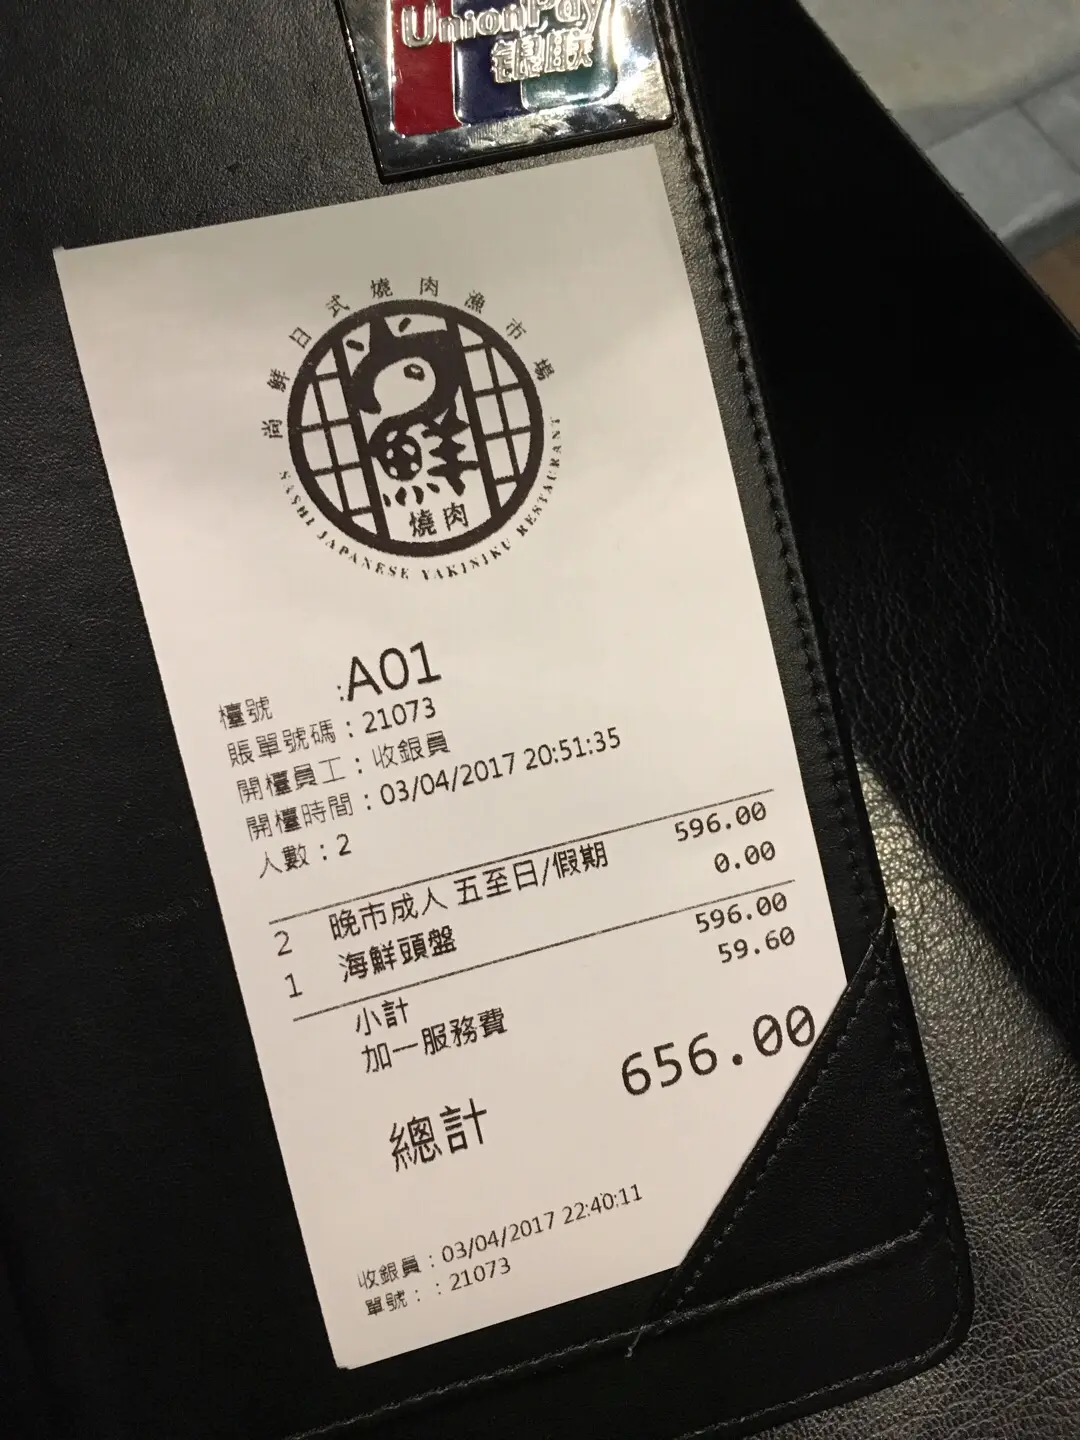 UnionPay
銀联
尚鮮日式燒肉漁市場
尚鮮
燒肉
SASHI JAPANESE YAKINIKU RESTAURANT
檯號 :A01
賬單號碼：21073
開檯員工：收銀員
開檯時間：03/04/2017 20:51:35
人數：2
2 晚市成人 五至日/假期 596.00
1 海鮮頭盤 0.00
小計 596.00
加一服務費 59.60
總計 656.00
收銀員：03/04/2017 22:40:11
單號：：21073